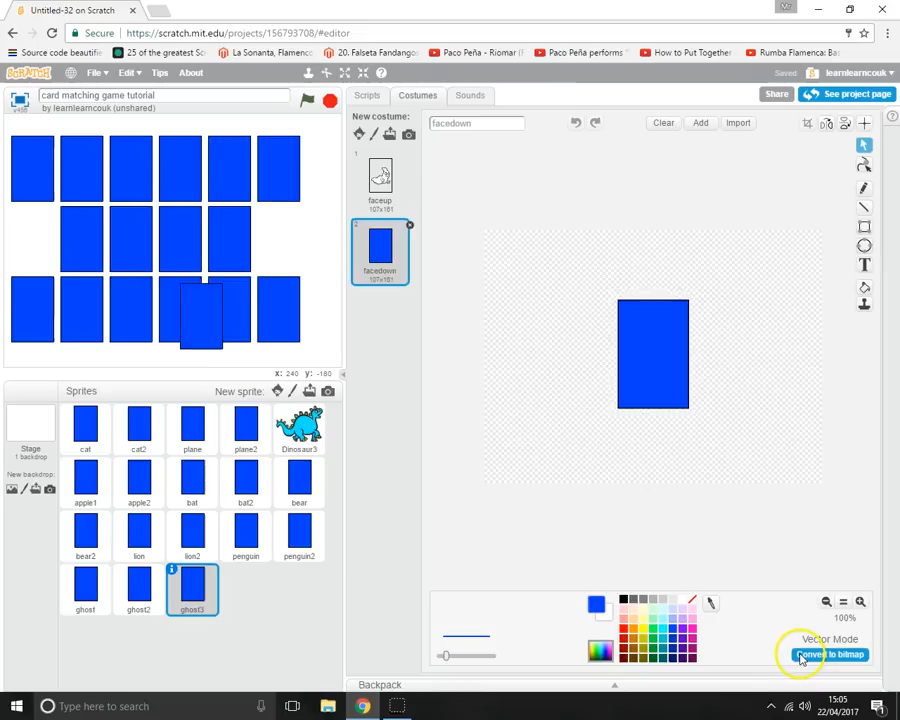 Untitled-32 on Scratch
Mr
Secure
https://scratch.mit.edu/projects/156793708/#editor
Source code beautifie
25 of the greatest Scr
La Sonanta, Flamenco
20. Falseta Fandangos
Paco Peña - Riomar (F
Paco Peña performs "
How to Put Together
Rumba Flamenca: Bas
SCRATCH
File
Edit
Tips
About
Saved
learnlearncouk
card matching game tutorial
by learnlearncouk (unshared)
Scripts
Costumes
Sounds
Share
See project page
New costume:
facedown
Clear
Add
Import
1
faceup
107x161
2
facedown
107x161
x: 240 y: -180
Sprites
New sprite:
Stage
1 backdrop
New backdrop:
cat
cat2
plane
plane2
Dinosaur3
apple1
apple2
bat
bat2
bear
bear2
lion
lion2
penguin
penguin2
ghost
ghost2
ghost3
100%
Vector Mode
Convert to bitmap
Backpack
Type here to search
15:05
22/04/2017